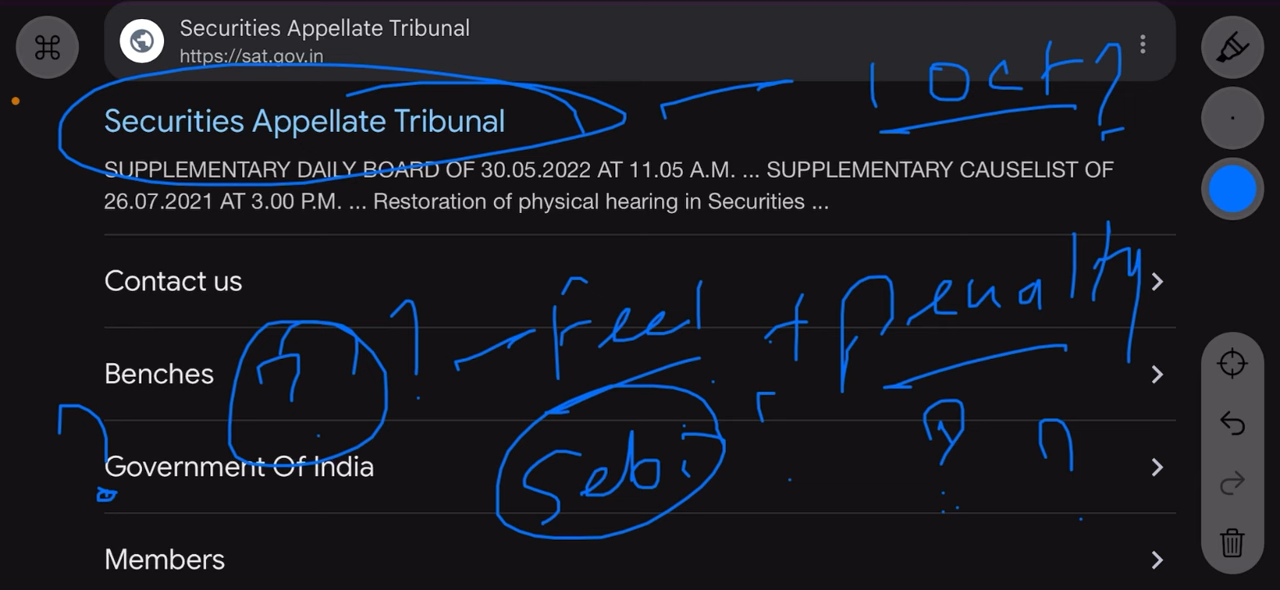 Securities Appellate Tribunal
https://sat.gov.in
1 oct ?
Securities Appellate Tribunal
SUPPLEMENTARY DAILY BOARD OF 30.05.2022 AT 11.05 A.M. ... SUPPLEMENTARY CAUSELIST OF
26.07.2021 AT 3.00 P.M. ... Restoration of physical hearing in Securities ...
Contact us
+ Penalty
Benches
Sebi
Government Of India
Members